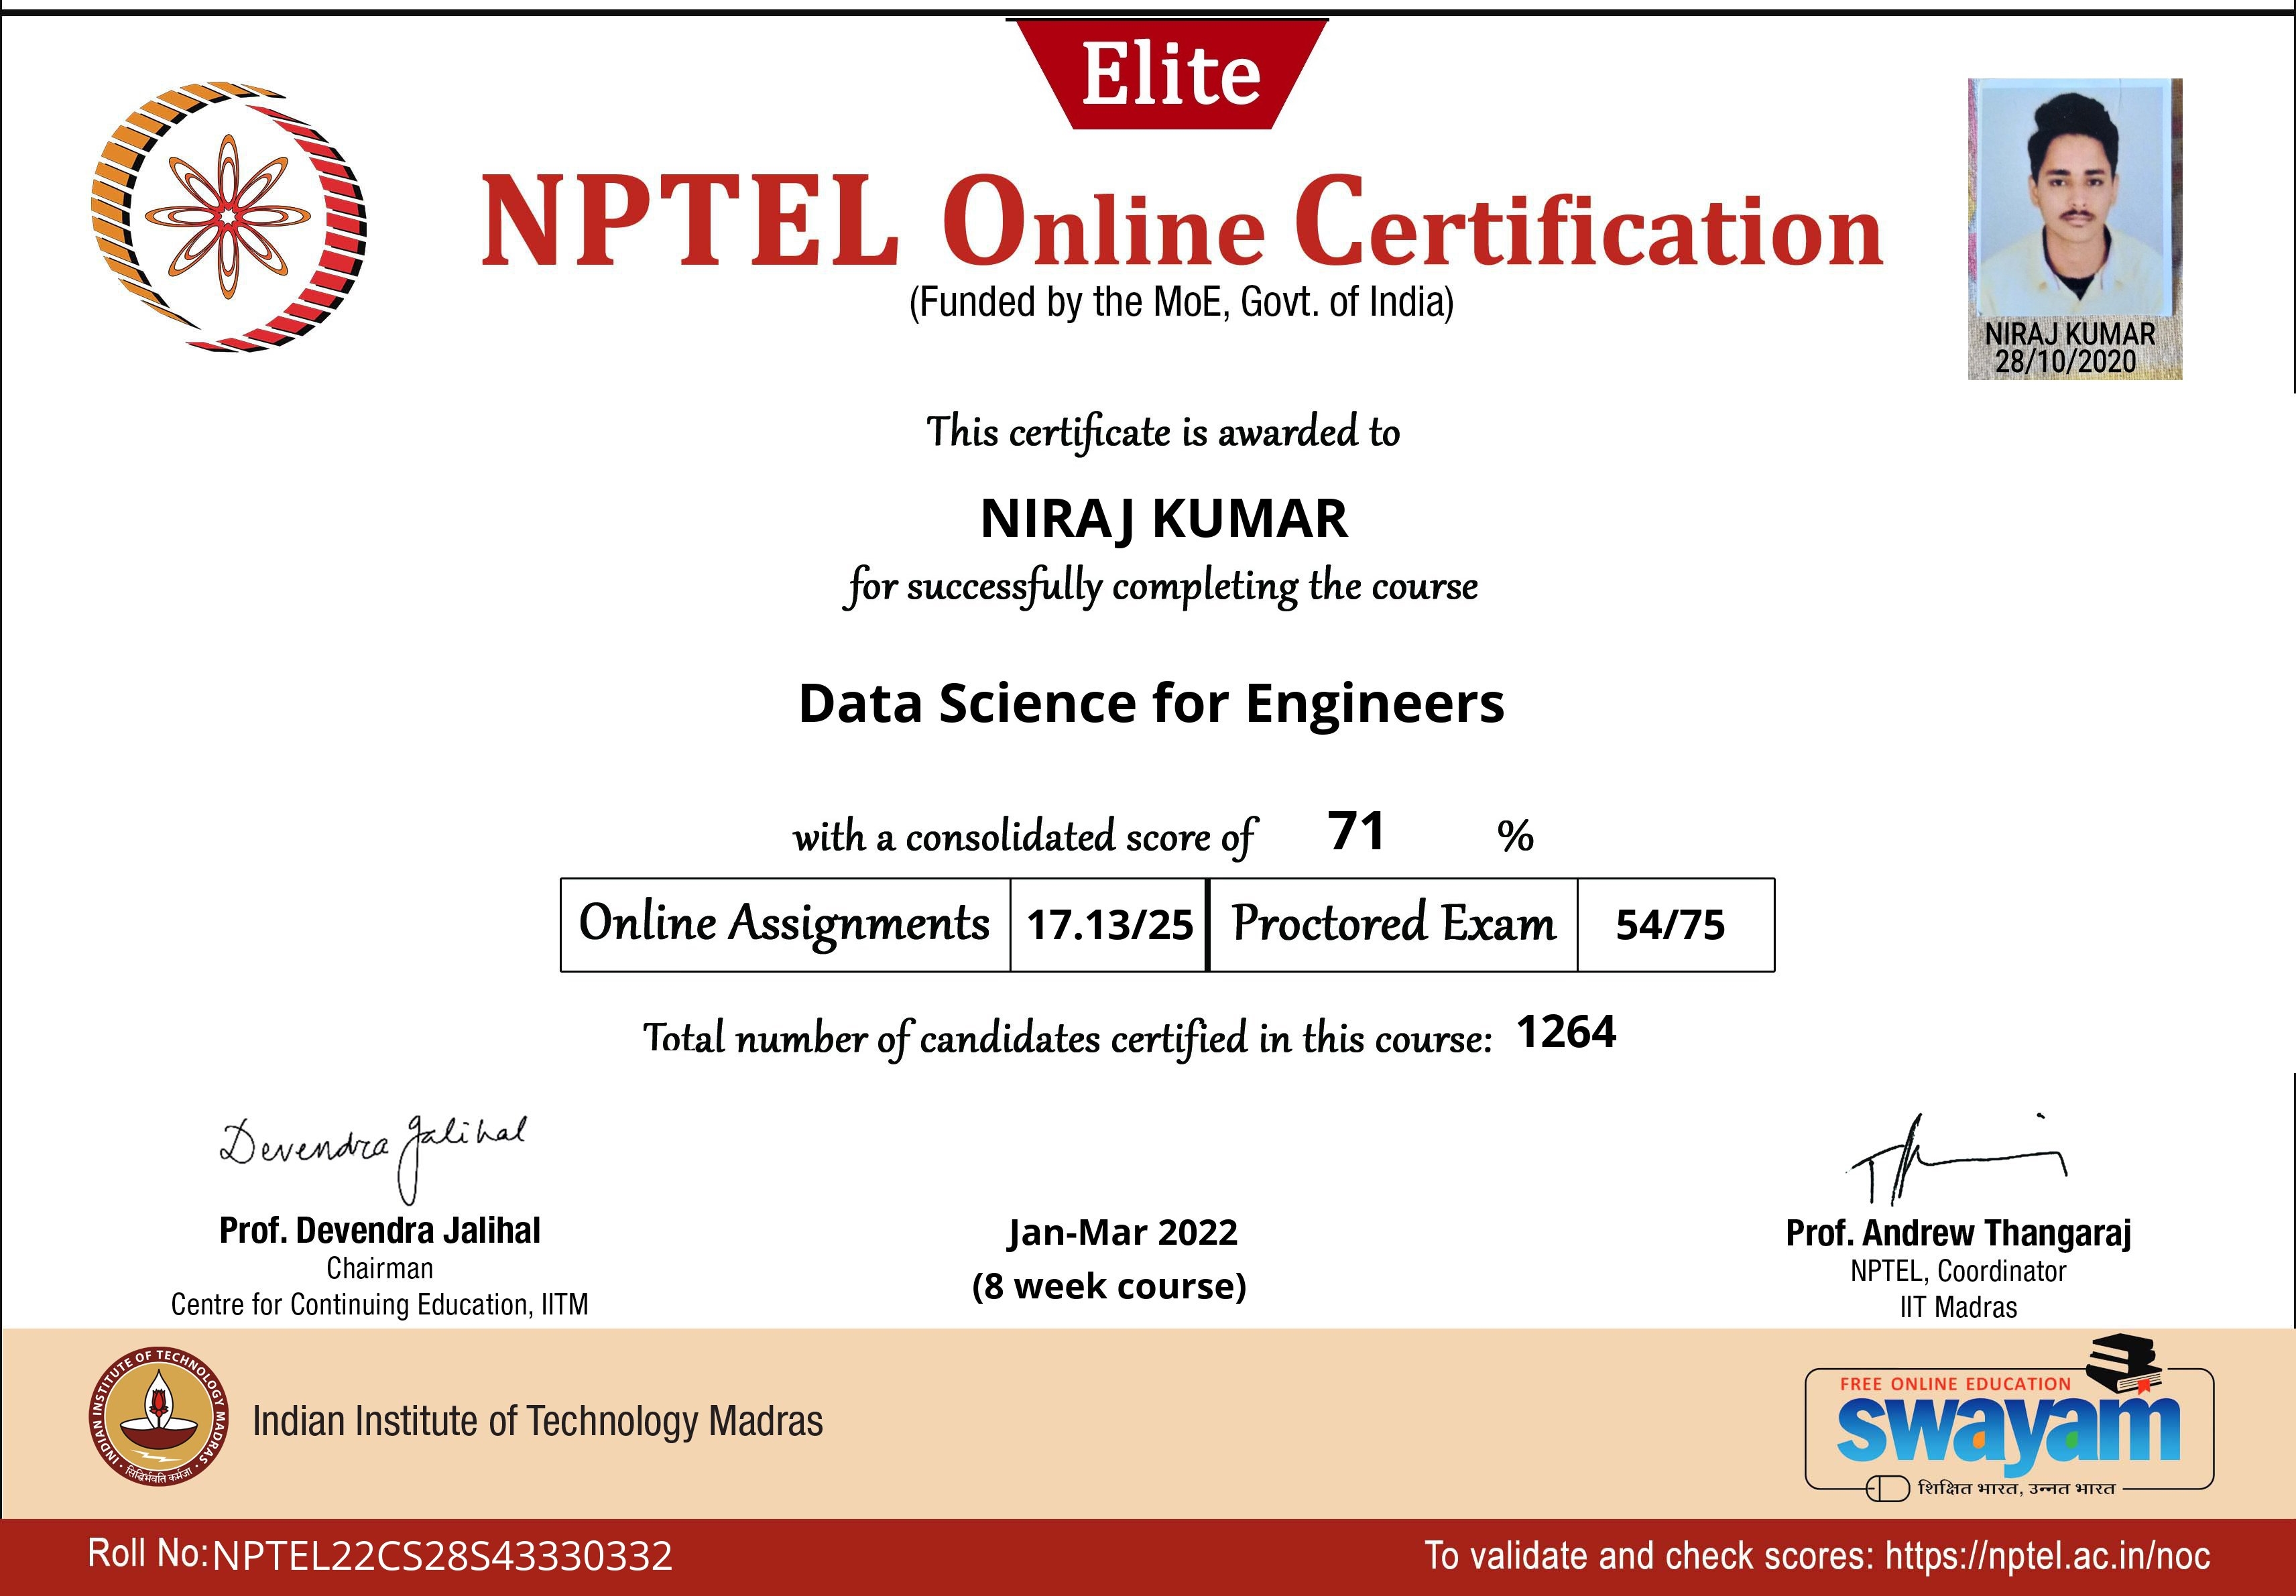 Elite
NPTEL Online Certification
(Funded by the MoE, Govt. of India)
NIRAJ KUMAR
28/10/2020
This certificate is awarded to
NIRAJ KUMAR
for successfully completing the course
Data Science for Engineers
with a consolidated score of 71 %
Online Assignments 17.13/25 Proctored Exam 54/75
Total number of candidates certified in this course: 1264
Devendra Jalihal
Prof. Devendra Jalihal
Chairman
Centre for Continuing Education, IITM
Jan-Mar 2022
(8 week course)
Prof. Andrew Thangaraj
NPTEL, Coordinator
IIT Madras
INDIAN INSTITUTE OF TECHNOLOGY MADRAS
सिद्धिर्भवति कर्मजा
Indian Institute of Technology Madras
FREE ONLINE EDUCATION
swayam
शिक्षित भारत, उन्नत भारत
Roll No:NPTEL22CS28S43330332
To validate and check scores: https://nptel.ac.in/noc